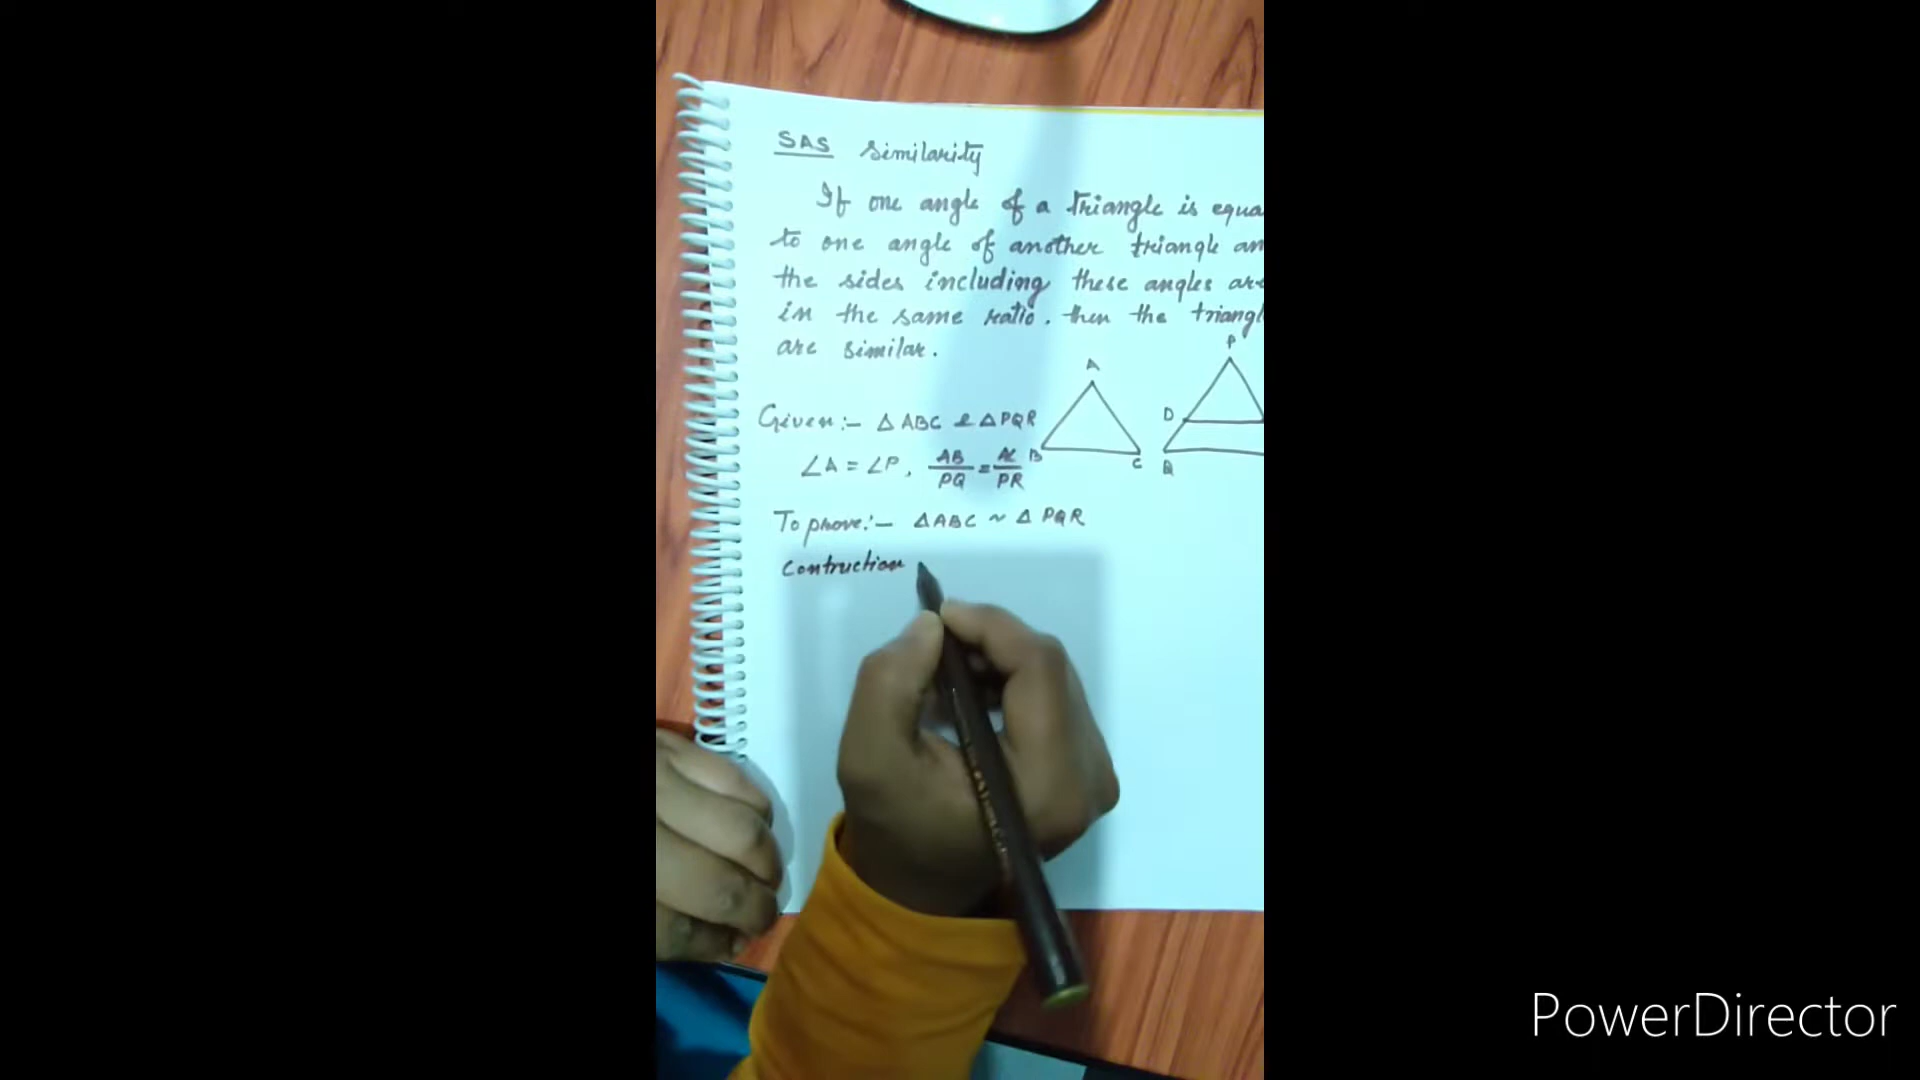 SAS Similarity
If one angle of a triangle is equa
to one angle of another triangle an
the sides including these angles are
in the same ratio. then the triangl
are similar.
Given:- △ ABC & △ PQR
∠A = ∠P, AB/PQ = AC/PR
To prove:- △ABC ~ △ PQR
Contruction
A
B
C
P
D
Q
PowerDirector